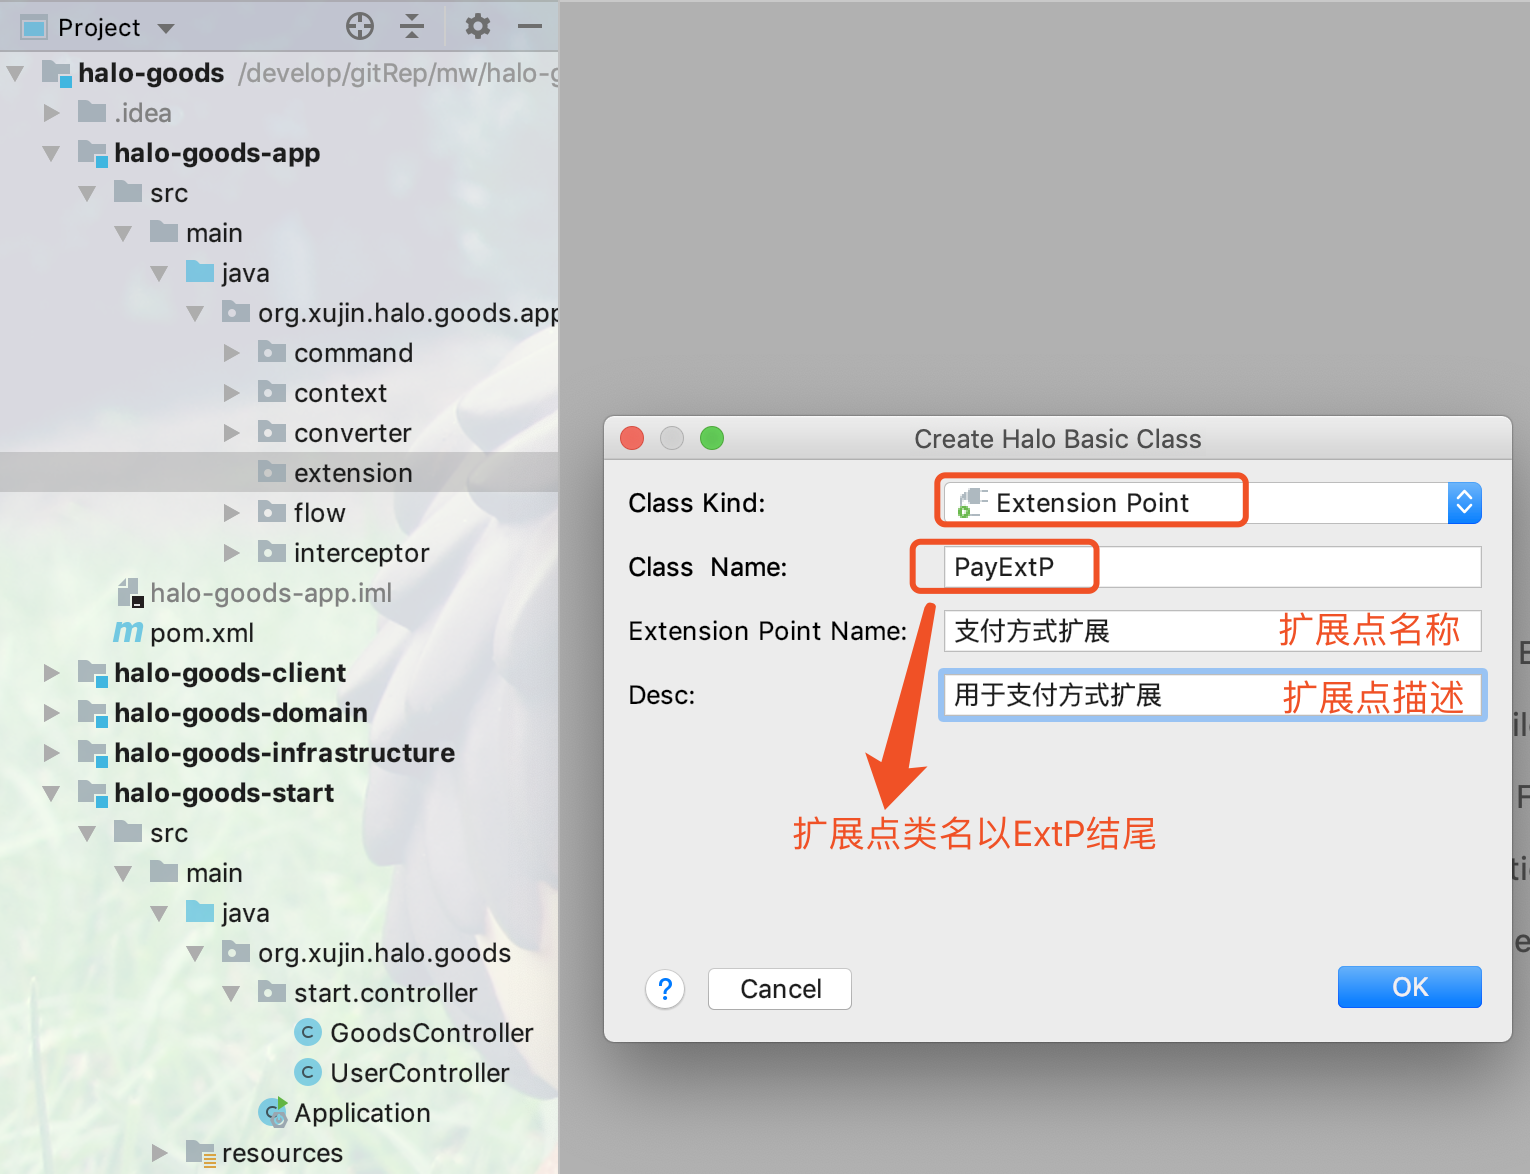 Project
halo-goods /develop/gitRep/mw/halo-g
.idea
halo-goods-app
src
main
java
org.xujin.halo.goods.app
command
context
converter
extension
flow
interceptor
halo-goods-app.iml
pom.xml
halo-goods-client
halo-goods-domain
halo-goods-infrastructure
halo-goods-start
src
main
java
org.xujin.halo.goods
start.controller
GoodsController
UserController
Application
resources
Create Halo Basic Class
Class Kind: Extension Point
Class Name: PayExtP
Extension Point Name: 支付方式扩展 扩展点名称
Desc: 用于支付方式扩展 扩展点描述
扩展点类名以ExtP结尾
? Cancel OK